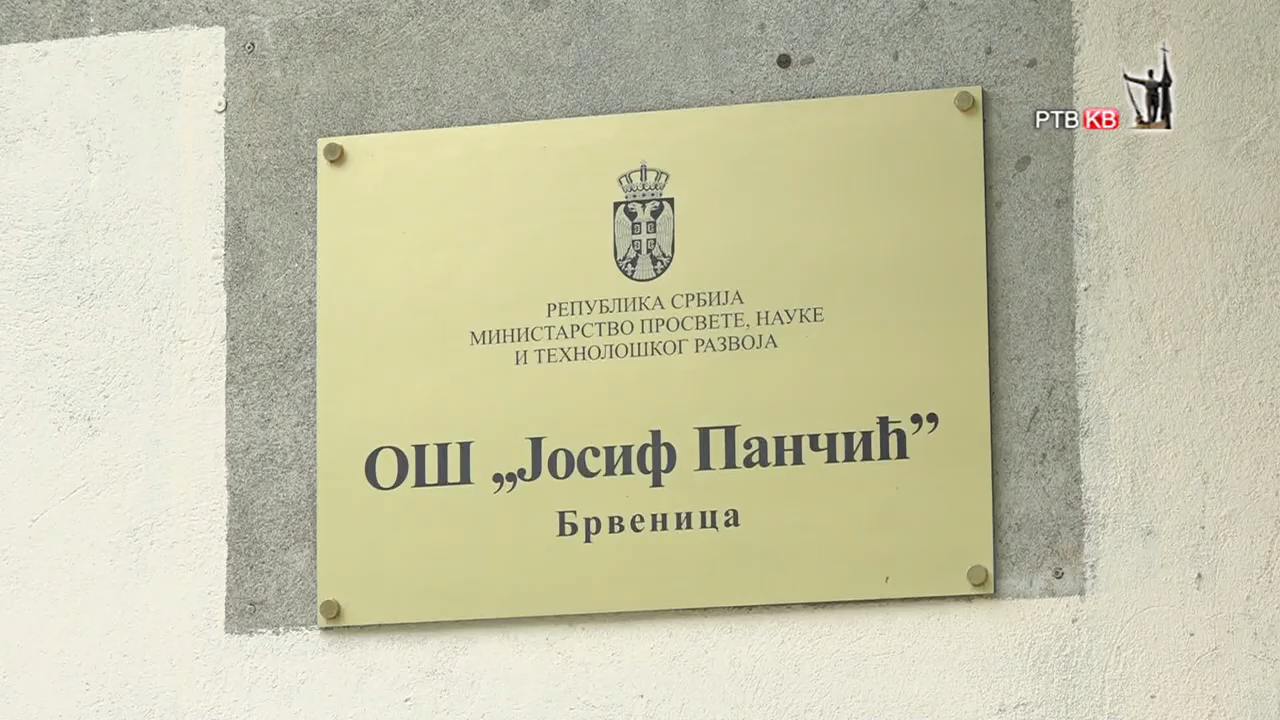 РТВ КВ
РЕПУБЛИКА СРБИЈА
МИНИСТАРСТВО ПРОСВЕТЕ, НАУКЕ
И ТЕХНОЛОШКОГ РАЗВОЈА
ОШ „Јосиф Панчић”
Брвеница